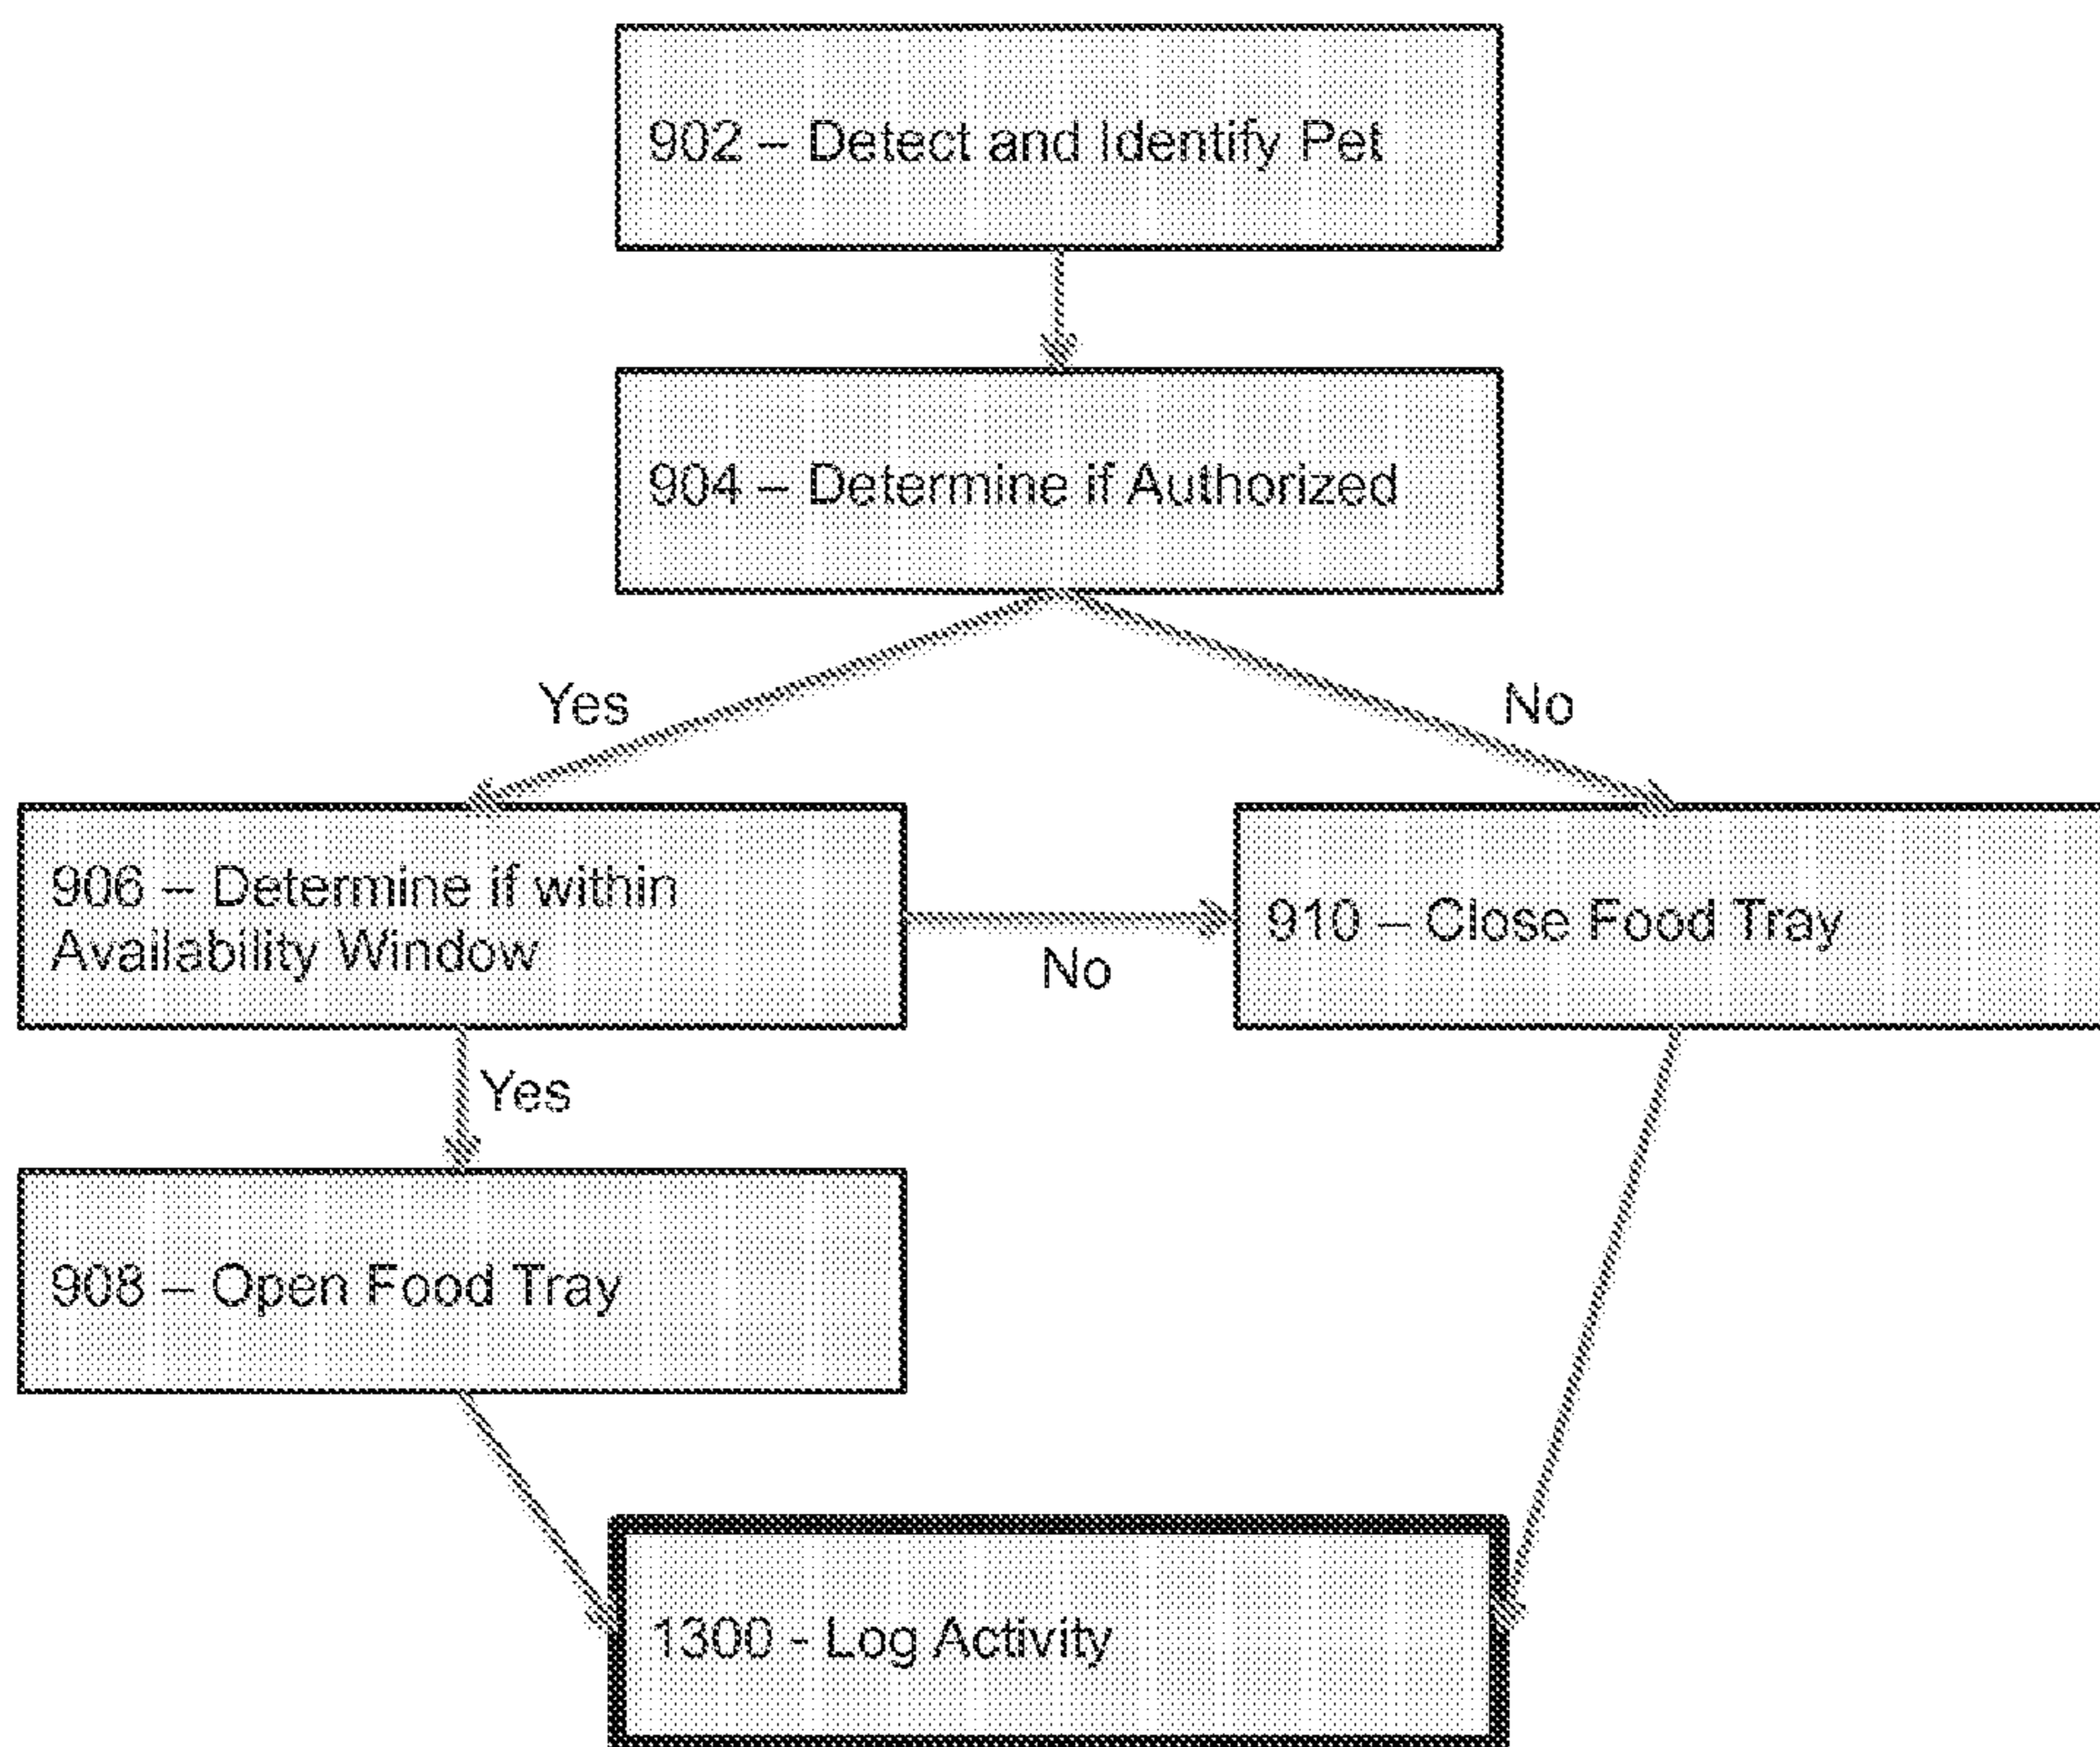 902 – Detect and Identify Pet
904 – Determine if Authorized
Yes
No
906 – Determine if within
Availability Window
No
910 – Close Food Tray
Yes
908 – Open Food Tray
1300 - Log Activity